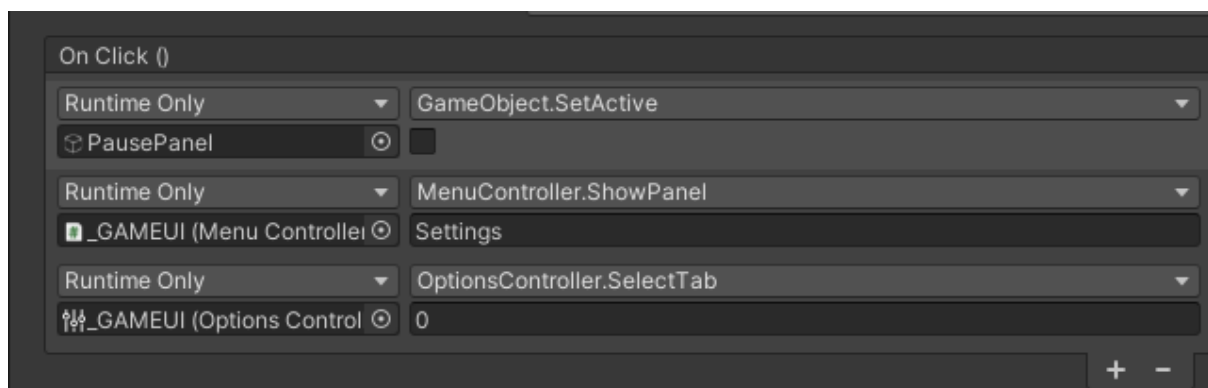 On Click ()
Runtime Only GameObject.SetActive
PausePanel
Runtime Only MenuController.ShowPanel
_GAMEUI (Menu Controller Settings
Runtime Only OptionsController.SelectTab
_GAMEUI (Options Control 0
+ −